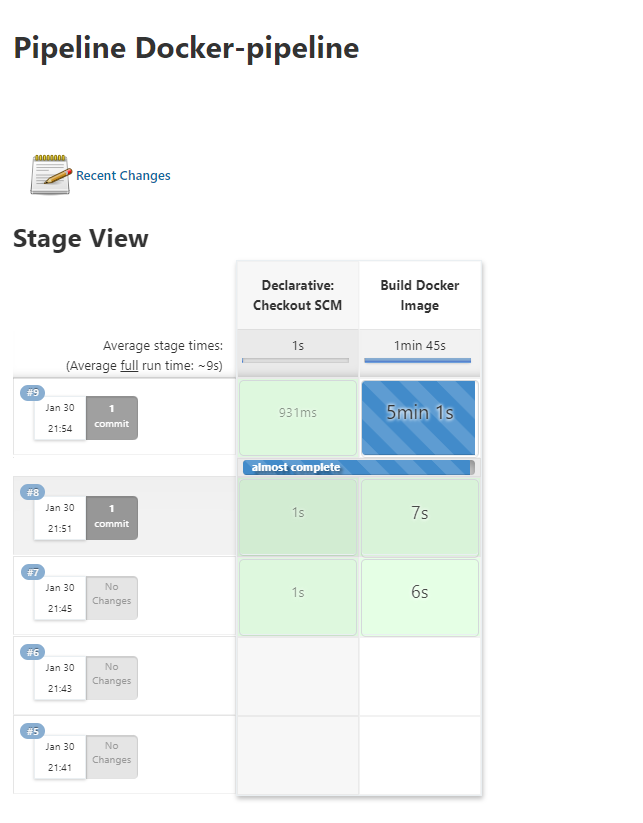 Pipeline Docker-pipeline
Recent Changes
Stage View
Declarative:
Checkout SCM
Build Docker
Image
Average stage times:
(Average full run time: ~9s)
1s
1min 45s
#9
Jan 30
21:54
1
commit
931ms
5min 1s
almost complete
#8
Jan 30
21:51
1
commit
1s
7s
#7
Jan 30
21:45
No
Changes
1s
6s
#6
Jan 30
21:43
No
Changes
#5
Jan 30
21:41
No
Changes